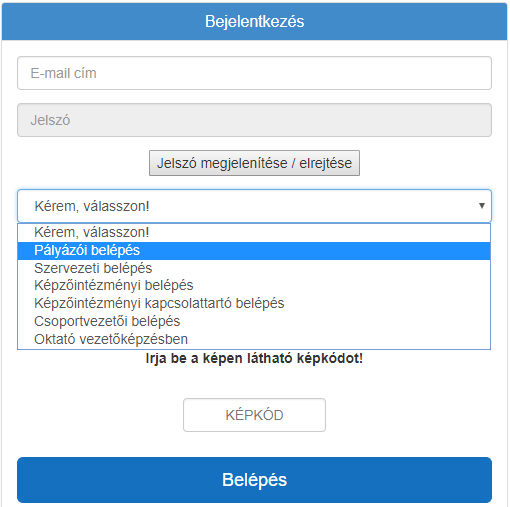 Bejelentkezés
E-mail cím
Jelszó
Jelszó megjelenítése / elrejtése
Kérem, válasszon!
Kérem, válasszon!
Pályázói belépés
Szervezeti belépés
Képzőintézményi belépés
Képzőintézményi kapcsolattartó belépés
Csoportvezetői belépés
Oktató vezetőképzésben
Irja be a képen látható képkódot!
KÉPKÓD
Belépés